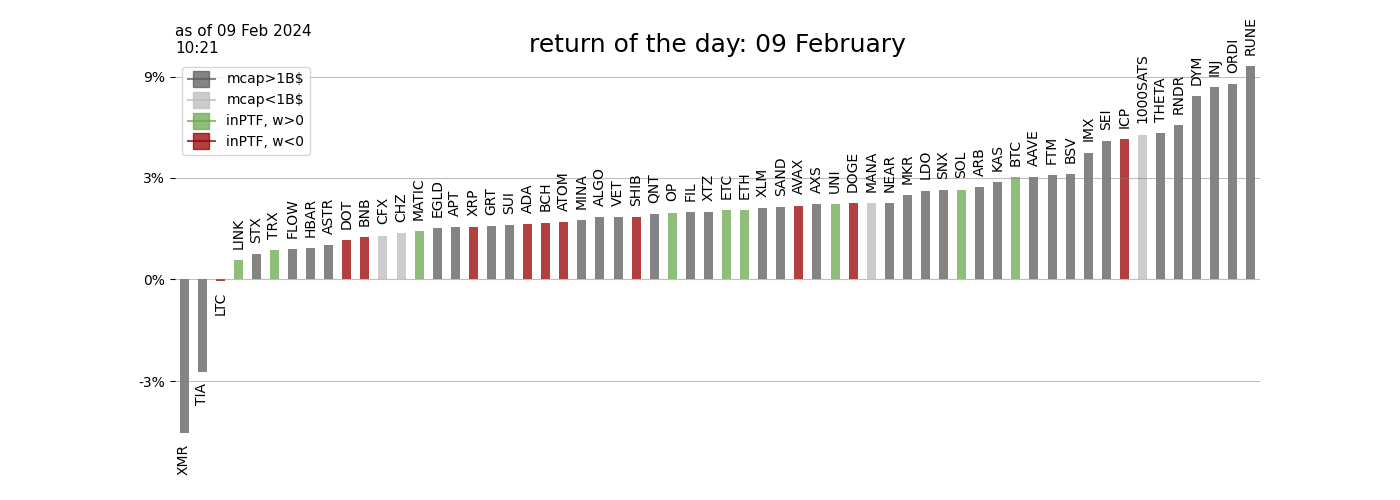 as of 09 Feb 2024
10:21
return of the day: 09 February
mcap>1B$
mcap<1B$
inPTF, w>0
inPTF, w<0
9%
3%
0%
-3%
XMR
TIA
LTC
LINK
STX
TRX
FLOW
HBAR
ASTR
DOT
BNB
CFX
CHZ
MATIC
EGLD
APT
XRP
GRT
SUI
ADA
BCH
ATOM
MINA
ALGO
VET
SHIB
QNT
OP
FIL
XTZ
ETC
ETH
XLM
SAND
AVAX
AXS
UNI
DOGE
MANA
NEAR
MKR
LDO
SNX
SOL
ARB
KAS
BTC
AAVE
FTM
BSV
IMX
SEI
ICP
1000SATS
THETA
RNDR
DYM
INJ
ORDI
RUNE